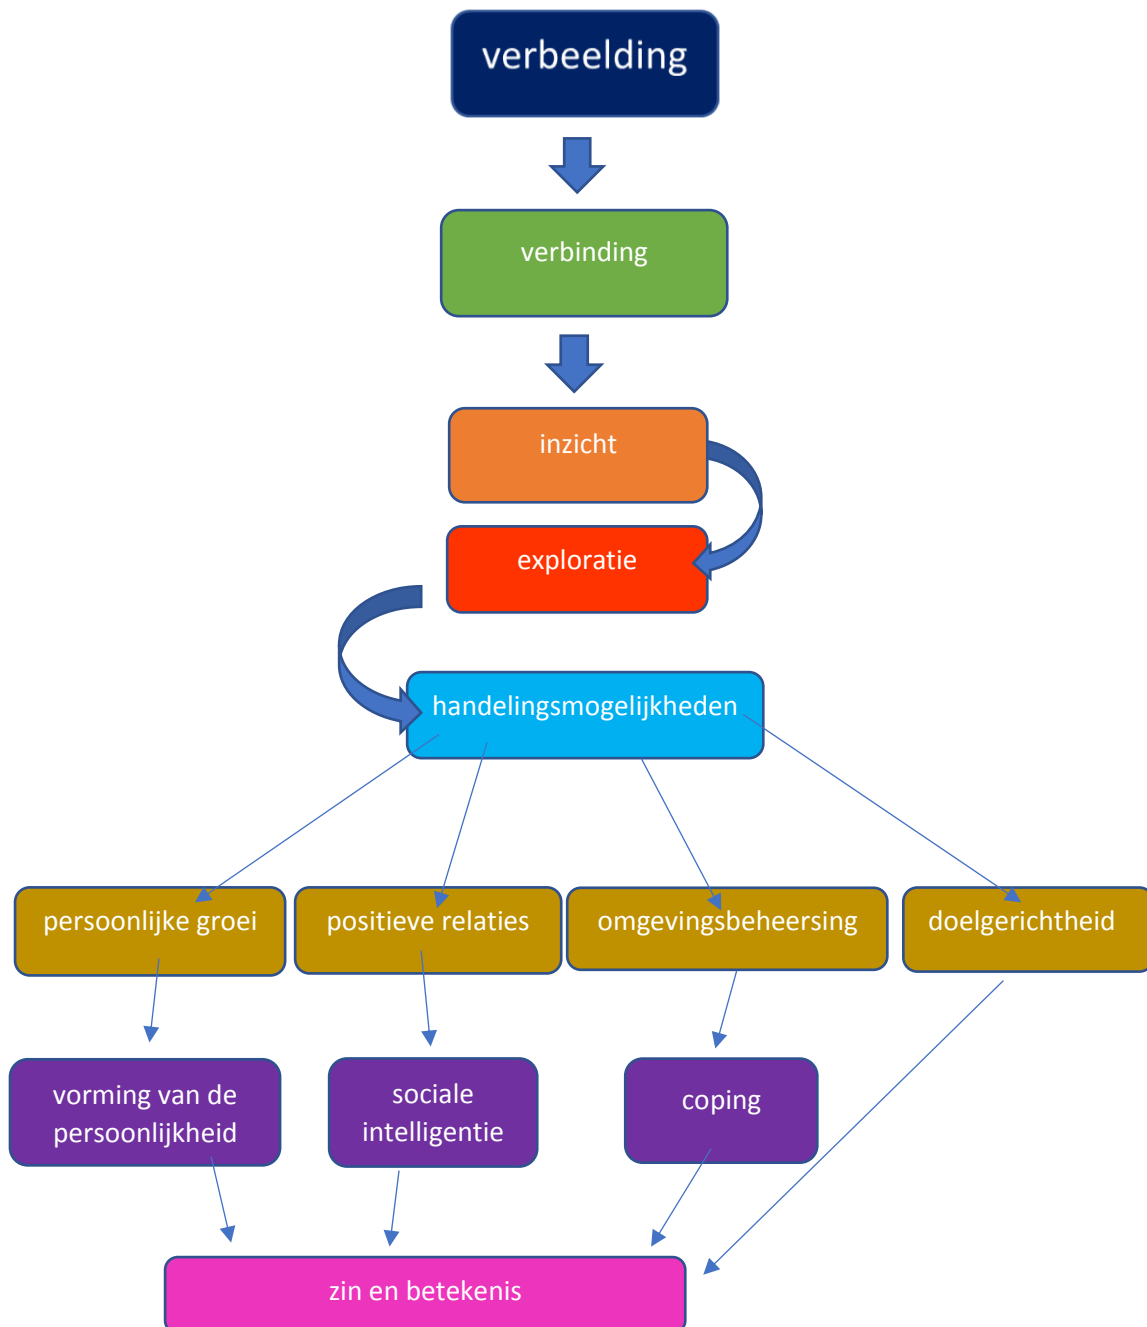 verbeelding
verbinding
inzicht
exploratie
handelingsmogelijkheden
persoonlijke groei
positieve relaties
omgevingsbeheersing
doelgerichtheid
vorming van de
persoonlijkheid
sociale
intelligentie
coping
zin en betekenis